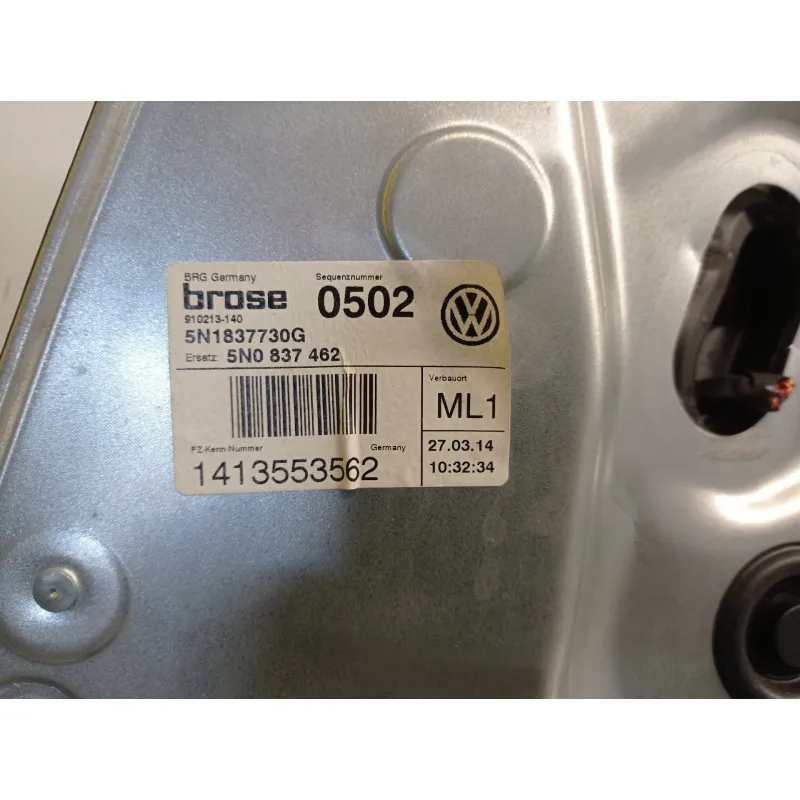 BRG Germany
Sequenznummer
brose
0502
910213-140
5N1837730G
Ersatz: 5N0 837 462
Verbauort
ML1
FZ-Kenn-Nummer
Germany
1413553562
27.03.14
10:32:34